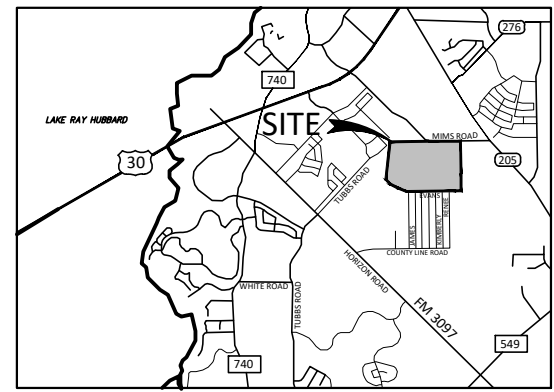 276
740
LAKE RAY HUBBARD
SITE
MIMS ROAD
30
205
TUBBS ROAD
EVANS
JAMES
KIMBERLY
RENEE
COUNTY LINE ROAD
HORIZON ROAD
WHITE ROAD
TUBBS ROAD
FM 3097
549
740